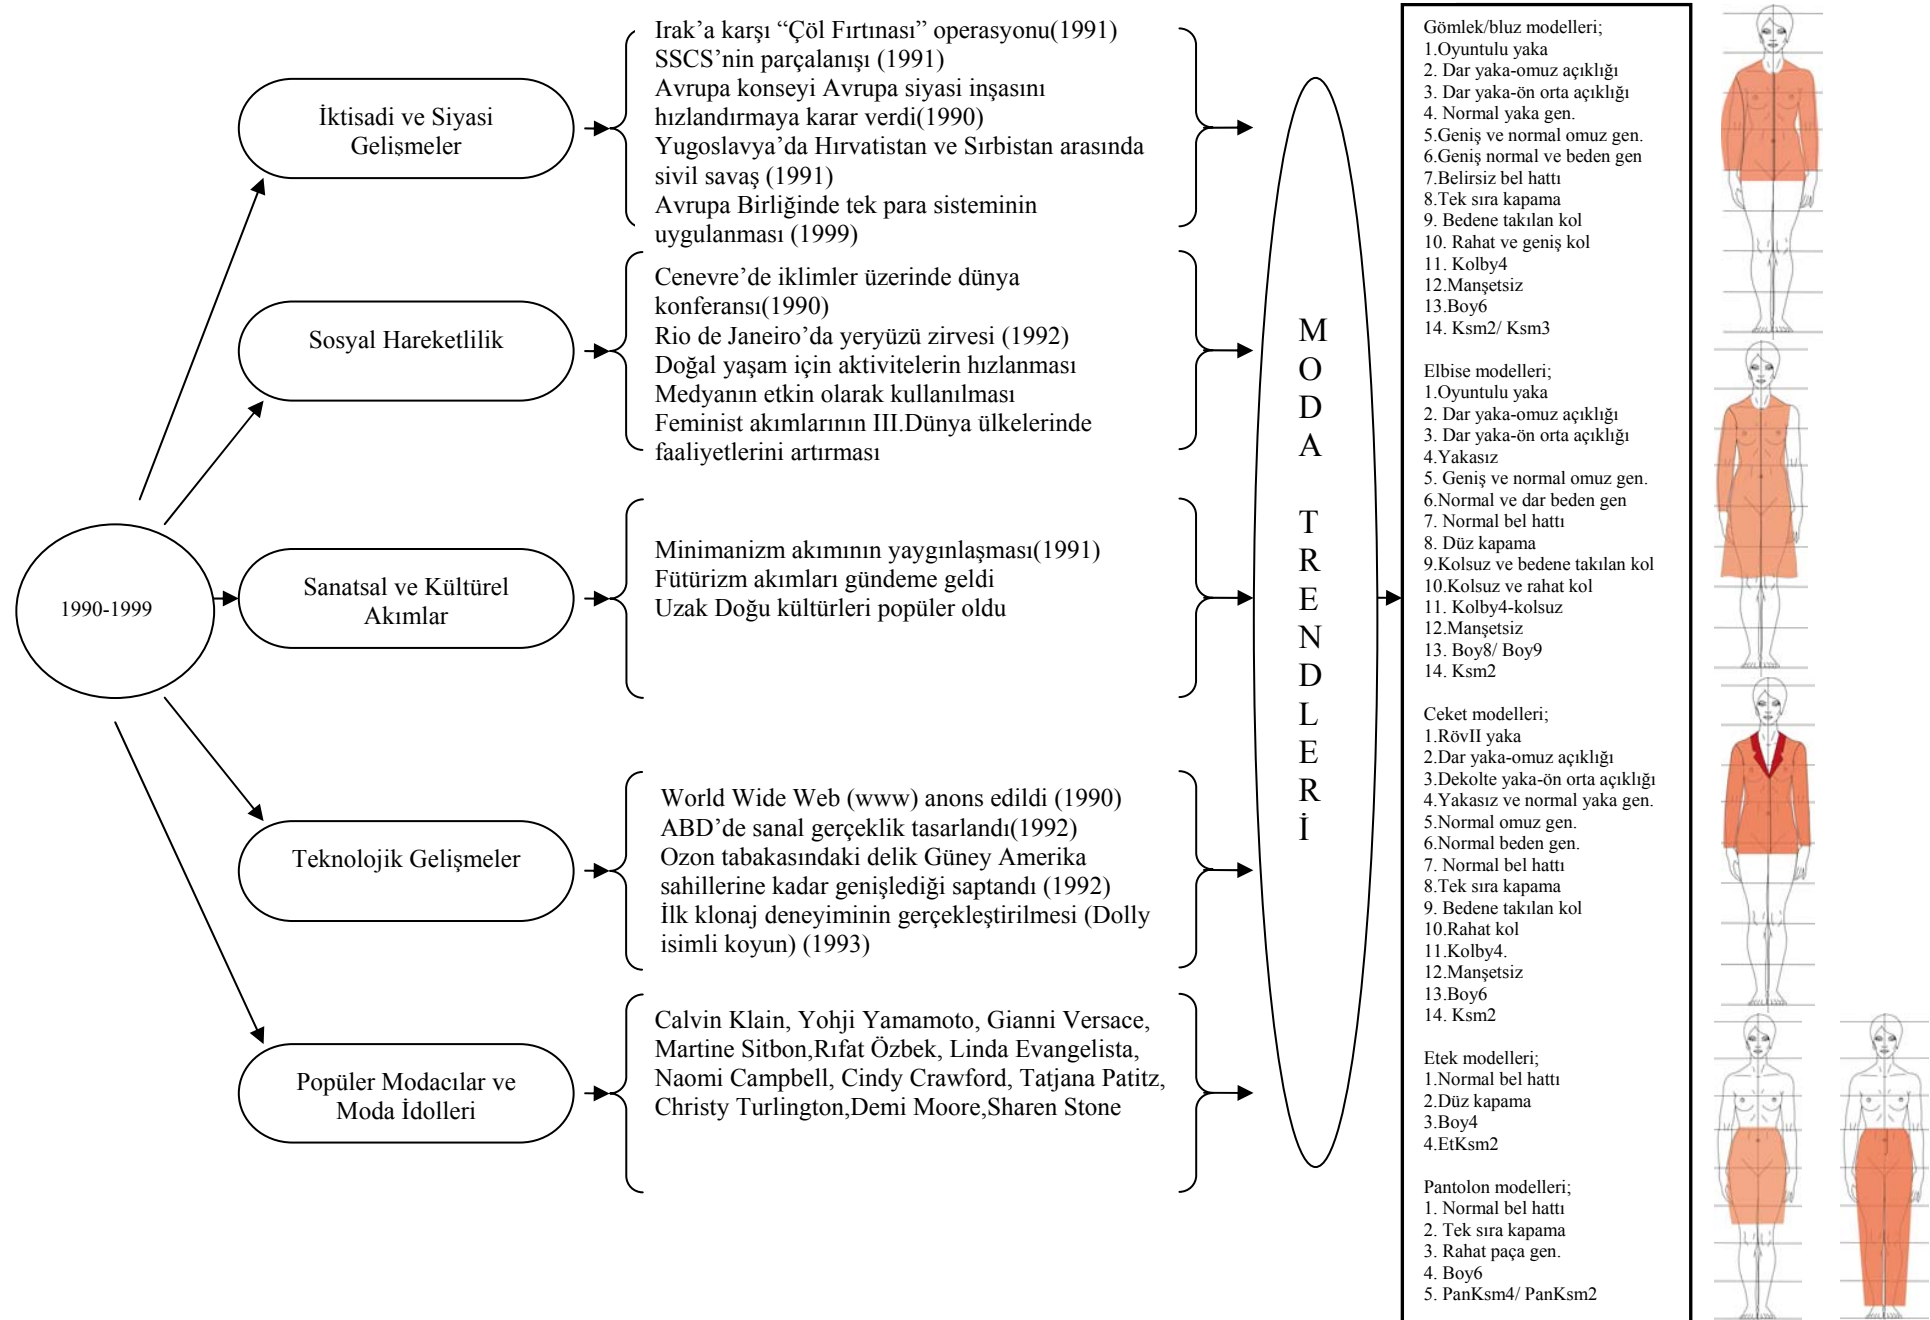 1990-1999
İktisadi ve Siyasi
Gelişmeler
Irak’a karşı “Çöl Fırtınası” operasyonu(1991)
SSCS’nin parçalanışı (1991)
Avrupa konseyi Avrupa siyasi inşasını
hızlandırmaya karar verdi(1990)
Yugoslavya’da Hırvatistan ve Sırbistan arasında
sivil savaş (1991)
Avrupa Birliğinde tek para sisteminin
uygulanması (1999)
Sosyal Hareketlilik
Cenevre’de iklimler üzerinde dünya
konferansı(1990)
Rio de Janeiro’da yeryüzü zirvesi (1992)
Doğal yaşam için aktivitelerin hızlanması
Medyanın etkin olarak kullanılması
Feminist akımlarının III.Dünya ülkelerinde
faaliyetlerini artırması
Sanatsal ve Kültürel
Akımlar
Minimanizm akımının yaygınlaşması(1991)
Fütürizm akımları gündeme geldi
Uzak Doğu kültürleri popüler oldu
Teknolojik Gelişmeler
World Wide Web (www) anons edildi (1990)
ABD’de sanal gerçeklik tasarlandı(1992)
Ozon tabakasındaki delik Güney Amerika
sahillerine kadar genişlediği saptandı (1992)
İlk klonaj deneyiminin gerçekleştirilmesi (Dolly
isimli koyun) (1993)
Popüler Modacılar ve
Moda İdolleri
Calvin Klain, Yohji Yamamoto, Gianni Versace,
Martine Sitbon,Rıfat Özbek, Linda Evangelista,
Naomi Campbell, Cindy Crawford, Tatjana Patitz,
Christy Turlington,Demi Moore,Sharen Stone
M
O
D
A
T
R
E
N
D
L
E
R
İ
Gömlek/bluz modelleri;
1.Oyuntulu yaka
2. Dar yaka-omuz açıklığı
3. Dar yaka-ön orta açıklığı
4. Normal yaka gen.
5.Geniş ve normal omuz gen.
6.Geniş normal ve beden gen
7.Belirsiz bel hattı
8.Tek sıra kapama
9. Bedene takılan kol
10. Rahat ve geniş kol
11. Kolby4
12.Manşetsiz
13.Boy6
14. Ksm2/ Ksm3
Elbise modelleri;
1.Oyuntulu yaka
2. Dar yaka-omuz açıklığı
3. Dar yaka-ön orta açıklığı
4.Yakasız
5. Geniş ve normal omuz gen.
6.Normal ve dar beden gen
7. Normal bel hattı
8. Düz kapama
9.Kolsuz ve bedene takılan kol
10.Kolsuz ve rahat kol
11. Kolby4-kolsuz
12.Manşetsiz
13. Boy8/ Boy9
14. Ksm2
Ceket modelleri;
1.RövII yaka
2.Dar yaka-omuz açıklığı
3.Dekolte yaka-ön orta açıklığı
4.Yakasız ve normal yaka gen.
5.Normal omuz gen.
6.Normal beden gen.
7. Normal bel hattı
8.Tek sıra kapama
9. Bedene takılan kol
10.Rahat kol
11.Kolby4.
12.Manşetsiz
13.Boy6
14. Ksm2
Etek modelleri;
1.Normal bel hattı
2.Düz kapama
3.Boy4
4.EtKsm2
Pantolon modelleri;
1. Normal bel hattı
2. Tek sıra kapama
3. Rahat paça gen.
4. Boy6
5. PanKsm4/ PanKsm2